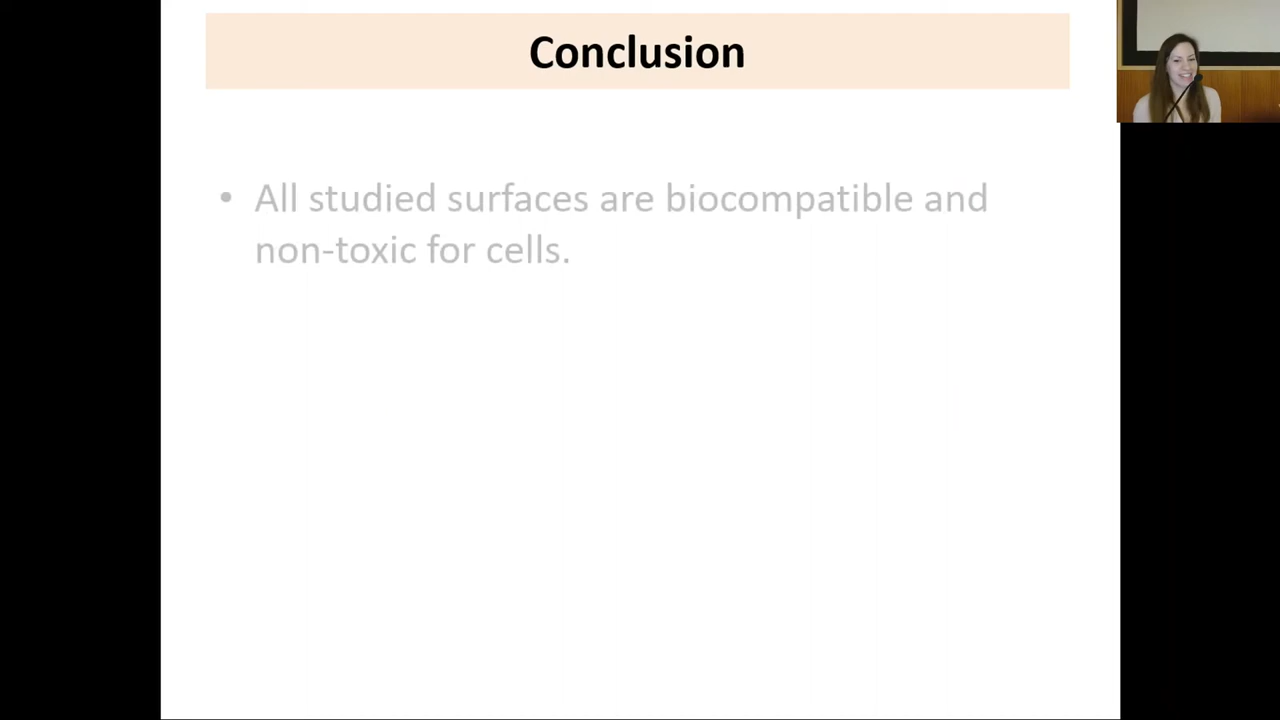 Conclusion
• All studied surfaces are biocompatible and
non-toxic for cells.